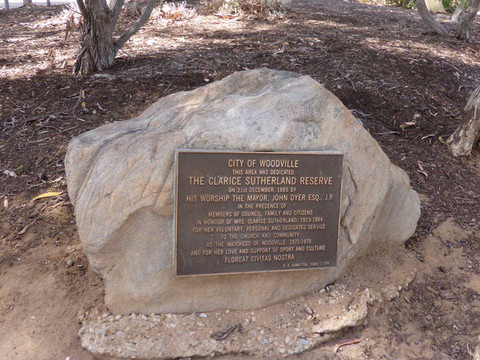 CITY OF WOODVILLE
THIS AREA WAS DEDICATED
THE CLARICE SUTHERLAND RESERVE
ON 21ST DECEMBER, 1985 BY
HIS WORSHIP THE MAYOR, JOHN DYER ESQ., J.P.
IN THE PRESENCE OF
MEMBERS OF COUNCIL, FAMILY AND CITIZENS
IN HONOUR OF MRS. CLARICE SUTHERLAND, 1913-1984
FOR HER VOLUNTARY, PERSONAL AND DEDICATED SERVICE
TO THE CHURCH AND COMMUNITY
AS THE MAYORESS OF WOODVILLE, 1971-1979
AND FOR HER LOVE AND SUPPORT OF SPORT AND CULTURE
FLOREAT CIVITAS NOSTRA
HAMILTON, TOWN CLERK